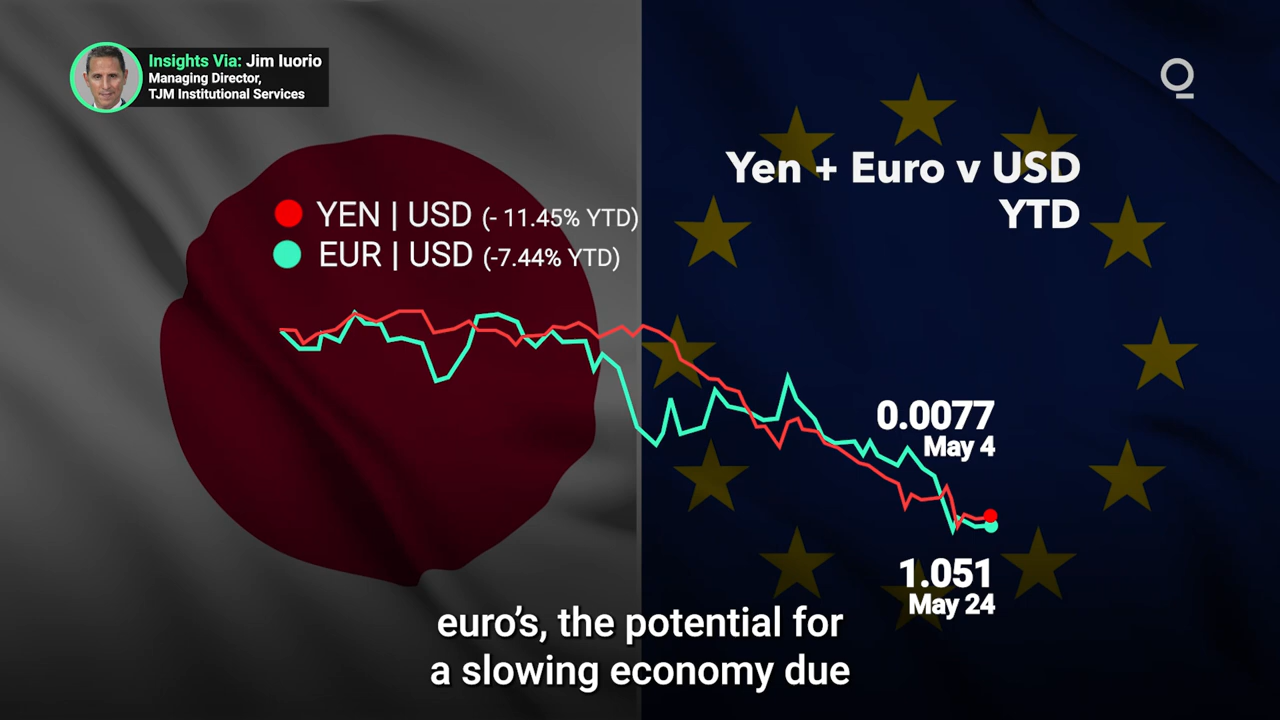 Insights Via: Jim Iuorio
Managing Director,
TJM Institutional Services
Yen + Euro v USD
YTD
YEN | USD (- 11.45% YTD)
EUR | USD (-7.44% YTD)
0.0077
May 4
1.051
May 24
euro’s, the potential for
a slowing economy due